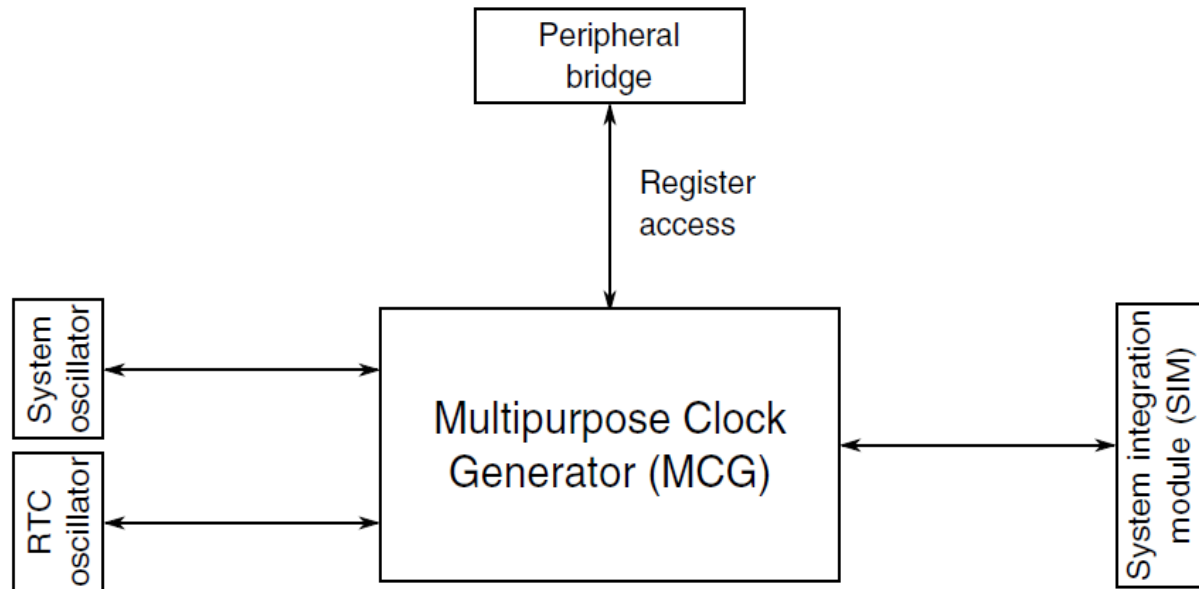 Peripheral
bridge
Register
access
System
oscillator
RTC
oscillator
Multipurpose Clock
Generator (MCG)
System integration
module (SIM)